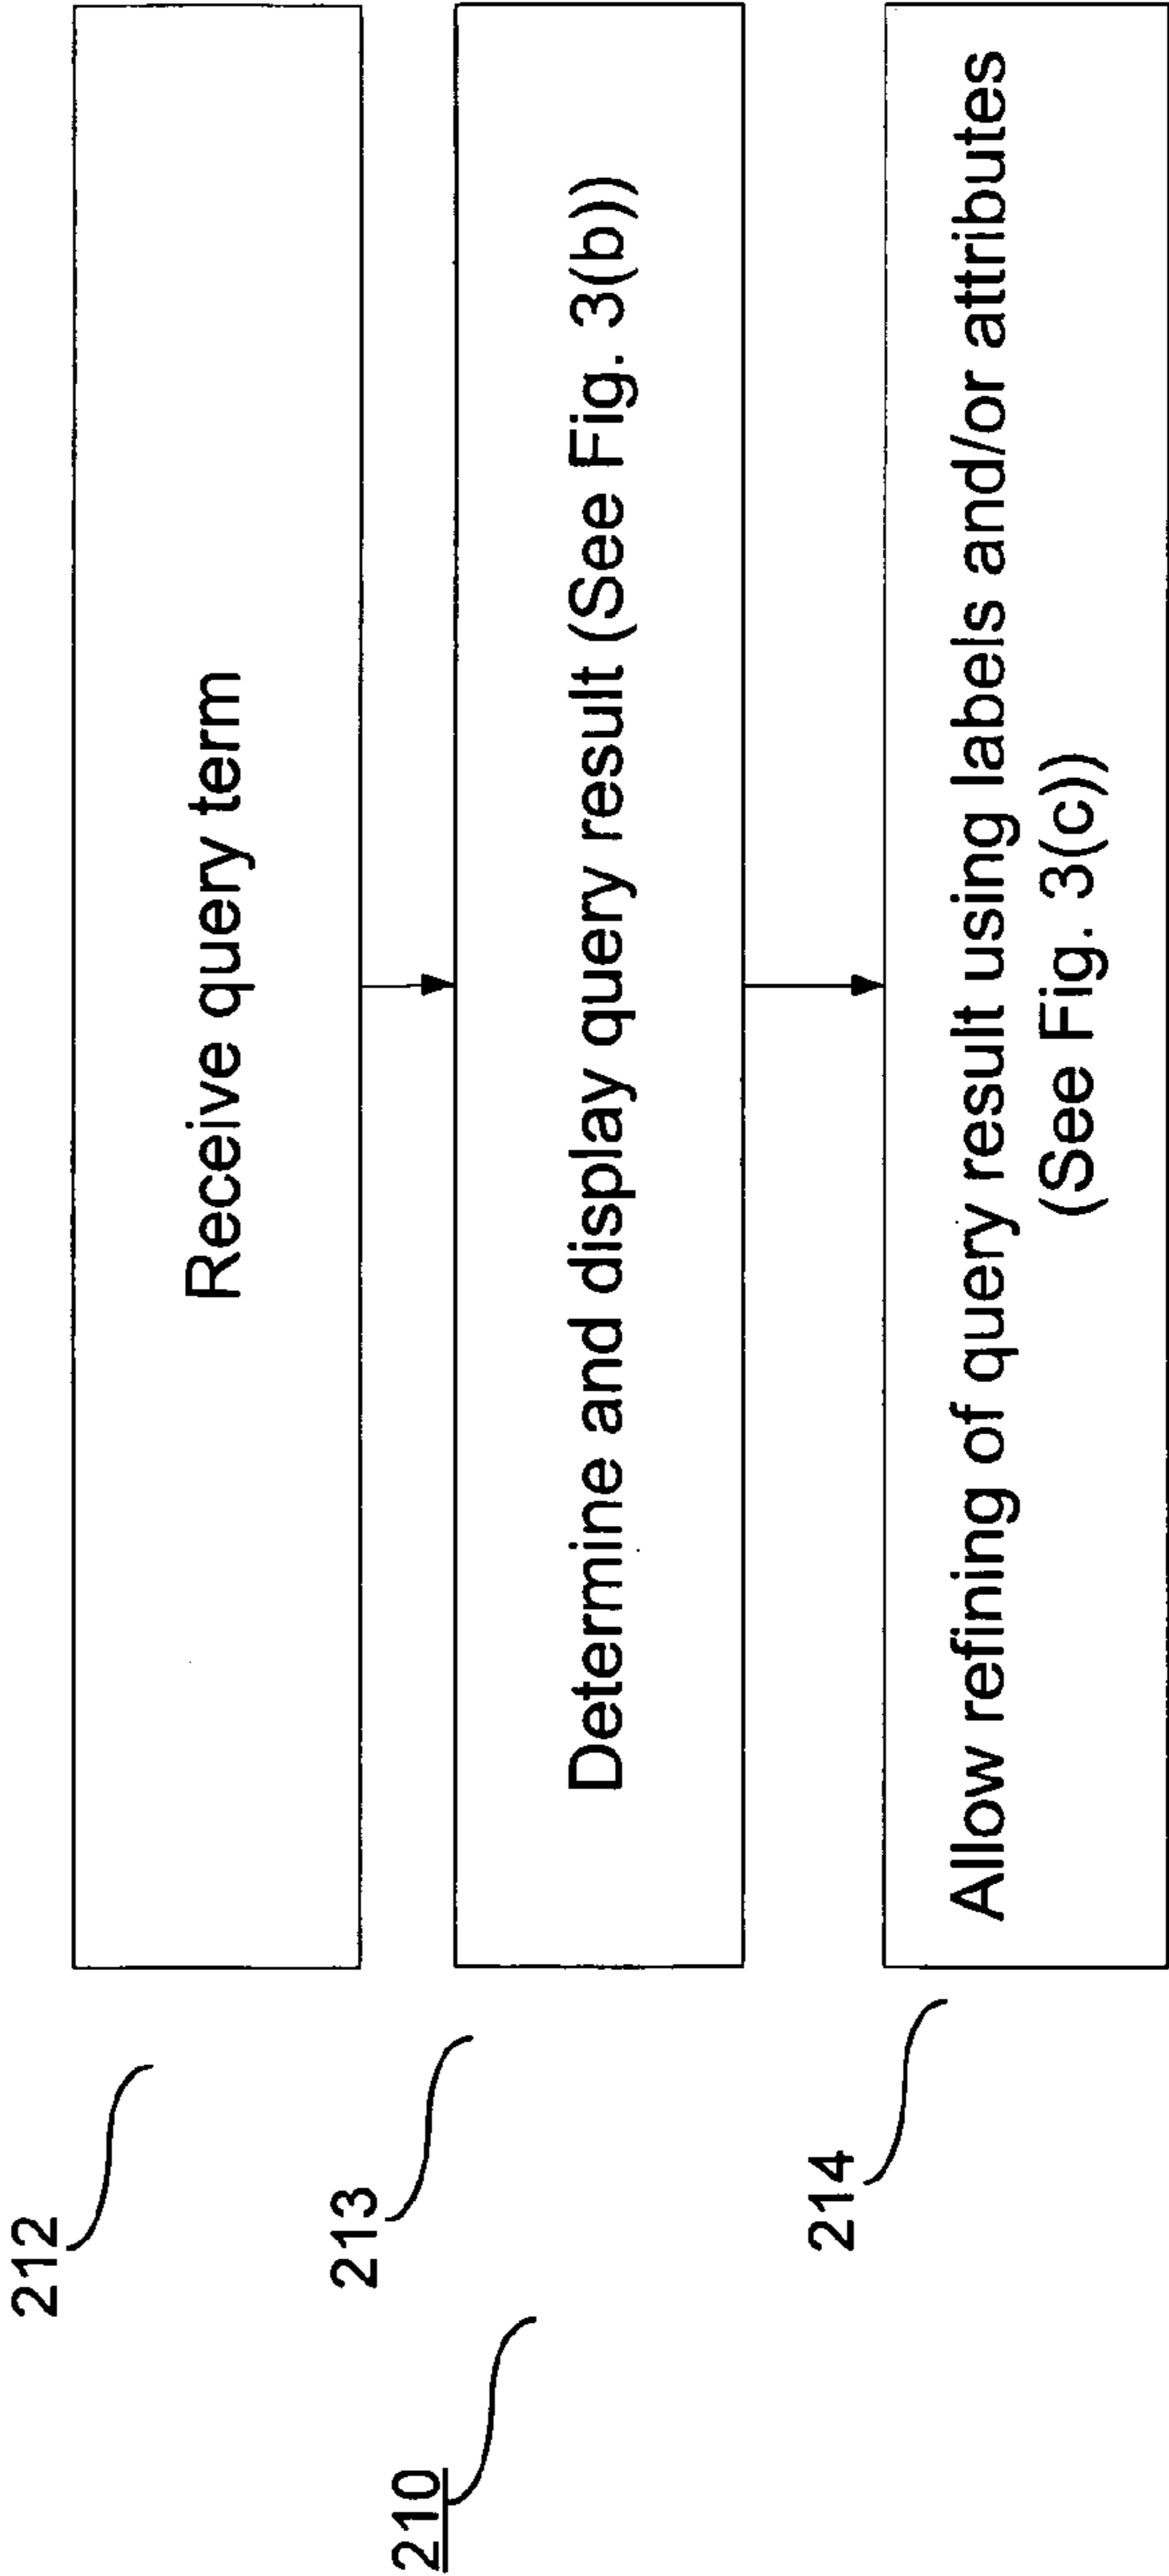 212
Receive query term
213
Determine and display query result (See Fig. 3(b))
210
214
Allow refining of query result using labels and/or attributes
(See Fig. 3(c))